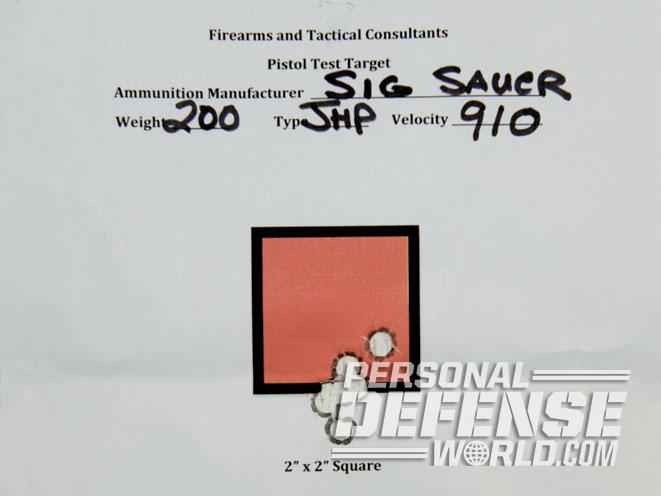 Firearms and Tactical Consultants
Pistol Test Target
Ammunition Manufacturer SIG SAUER
Weight 200 Typ JHP Velocity 910
PERSONAL
DEFENSE
WORLD.COM
2" x 2" Square